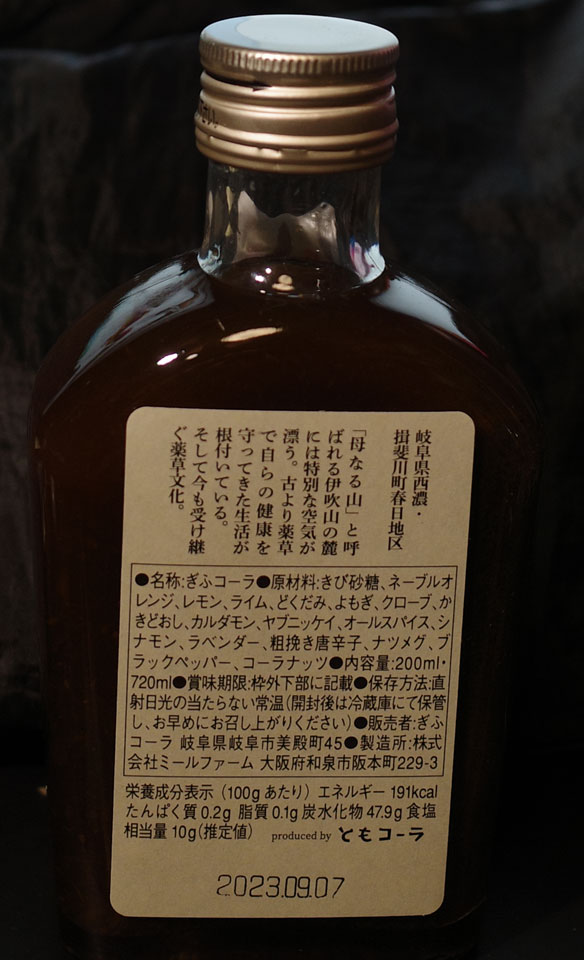 岐阜県西濃・
揖斐川町春日地区
「母なる山」と呼
ばれる伊吹山の麓
には特別な空気が
漂う。古より薬草
で自らの健康を
守ってきた生活が
根付いている。
そして今も受け継
ぐ薬草文化。
●名称:ぎふコーラ●原材料:きび砂糖、ネーブルオ
レンジ、レモン、ライム、どくだみ、よもぎ、クローブ、か
きどおし、カルダモン、ヤブニッケイ、オールスパイス、シ
ナモン、ラベンダー、粗挽き唐辛子、ナツメグ、ブ
ラックペッパー、コーラナッツ●内容量:200ml・
720ml●賞味期限:枠外下部に記載●保存方法:直
射日光の当たらない常温(開封後は冷蔵庫にて保管
し、お早めにお召し上がりください)●販売者:ぎふ
コーラ 岐阜県岐阜市美殿町45●製造所:株式
会社ミールファーム 大阪府和泉市阪本町229-3
栄養成分表示(100gあたり)エネルギー 191kcal
たんぱく質 0.2g 脂質 0.1g 炭水化物 47.9g 食塩
相当量 10g(推定値) produced by ともコーラ
2023.09.07